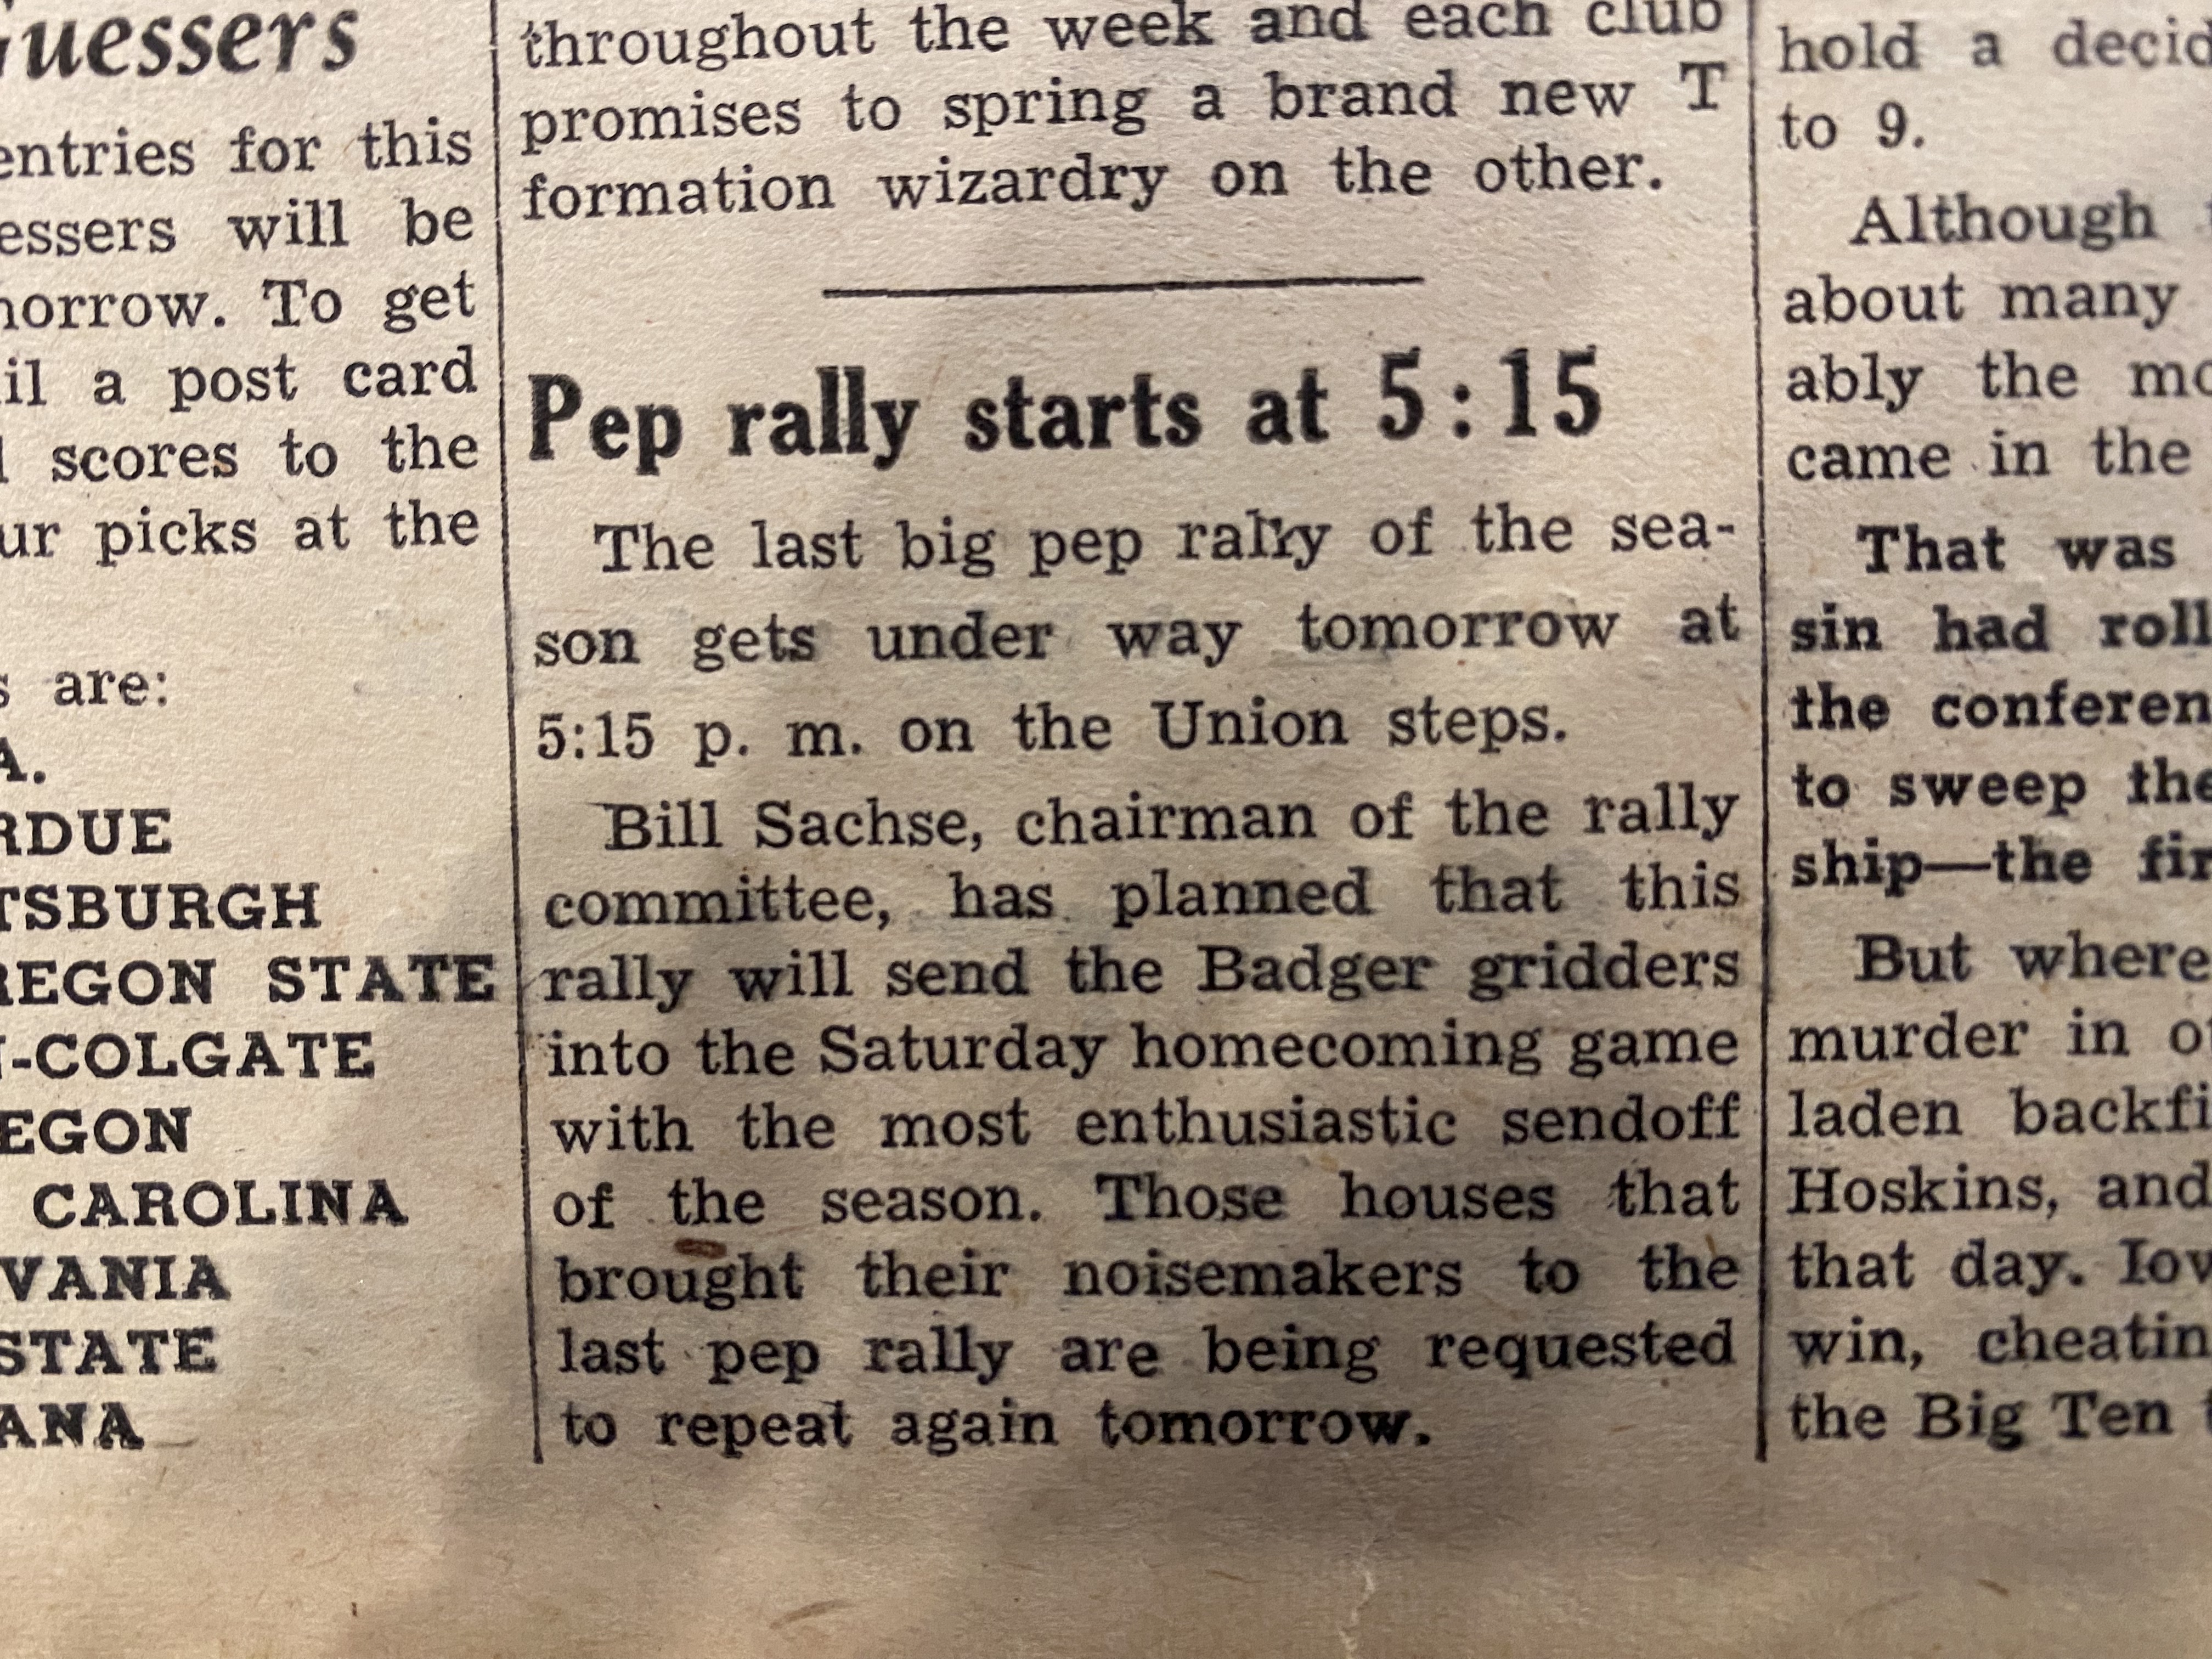 Guessers
entries for this
essers will be
morrow. To get
il a post card
scores to the
ur picks at the
s are:
A.
RDUE
TSBURGH
REGON STATE
N-COLGATE
EGON
CAROLINA
VANIA
STATE
ANA
throughout the week and each club
promises to spring a brand new T
formation wizardry on the other.
Pep rally starts at 5:15
The last big pep rally of the sea-
son gets under way tomorrow at
5:15 p. m. on the Union steps.
Bill Sachse, chairman of the rally
committee, has planned that this
rally will send the Badger gridders
into the Saturday homecoming game
with the most enthusiastic sendoff
of the season. Those houses that
brought their noisemakers to the
last pep rally are being requested
to repeat again tomorrow.
hold a decid
to 9.
Although
about many
ably the mo
came in the
That was
sin had roll
the conferen
to sweep the
ship—the fir
But where
murder in o
laden backfi
Hoskins, and
that day. Iow
win, cheatin
the Big Ten